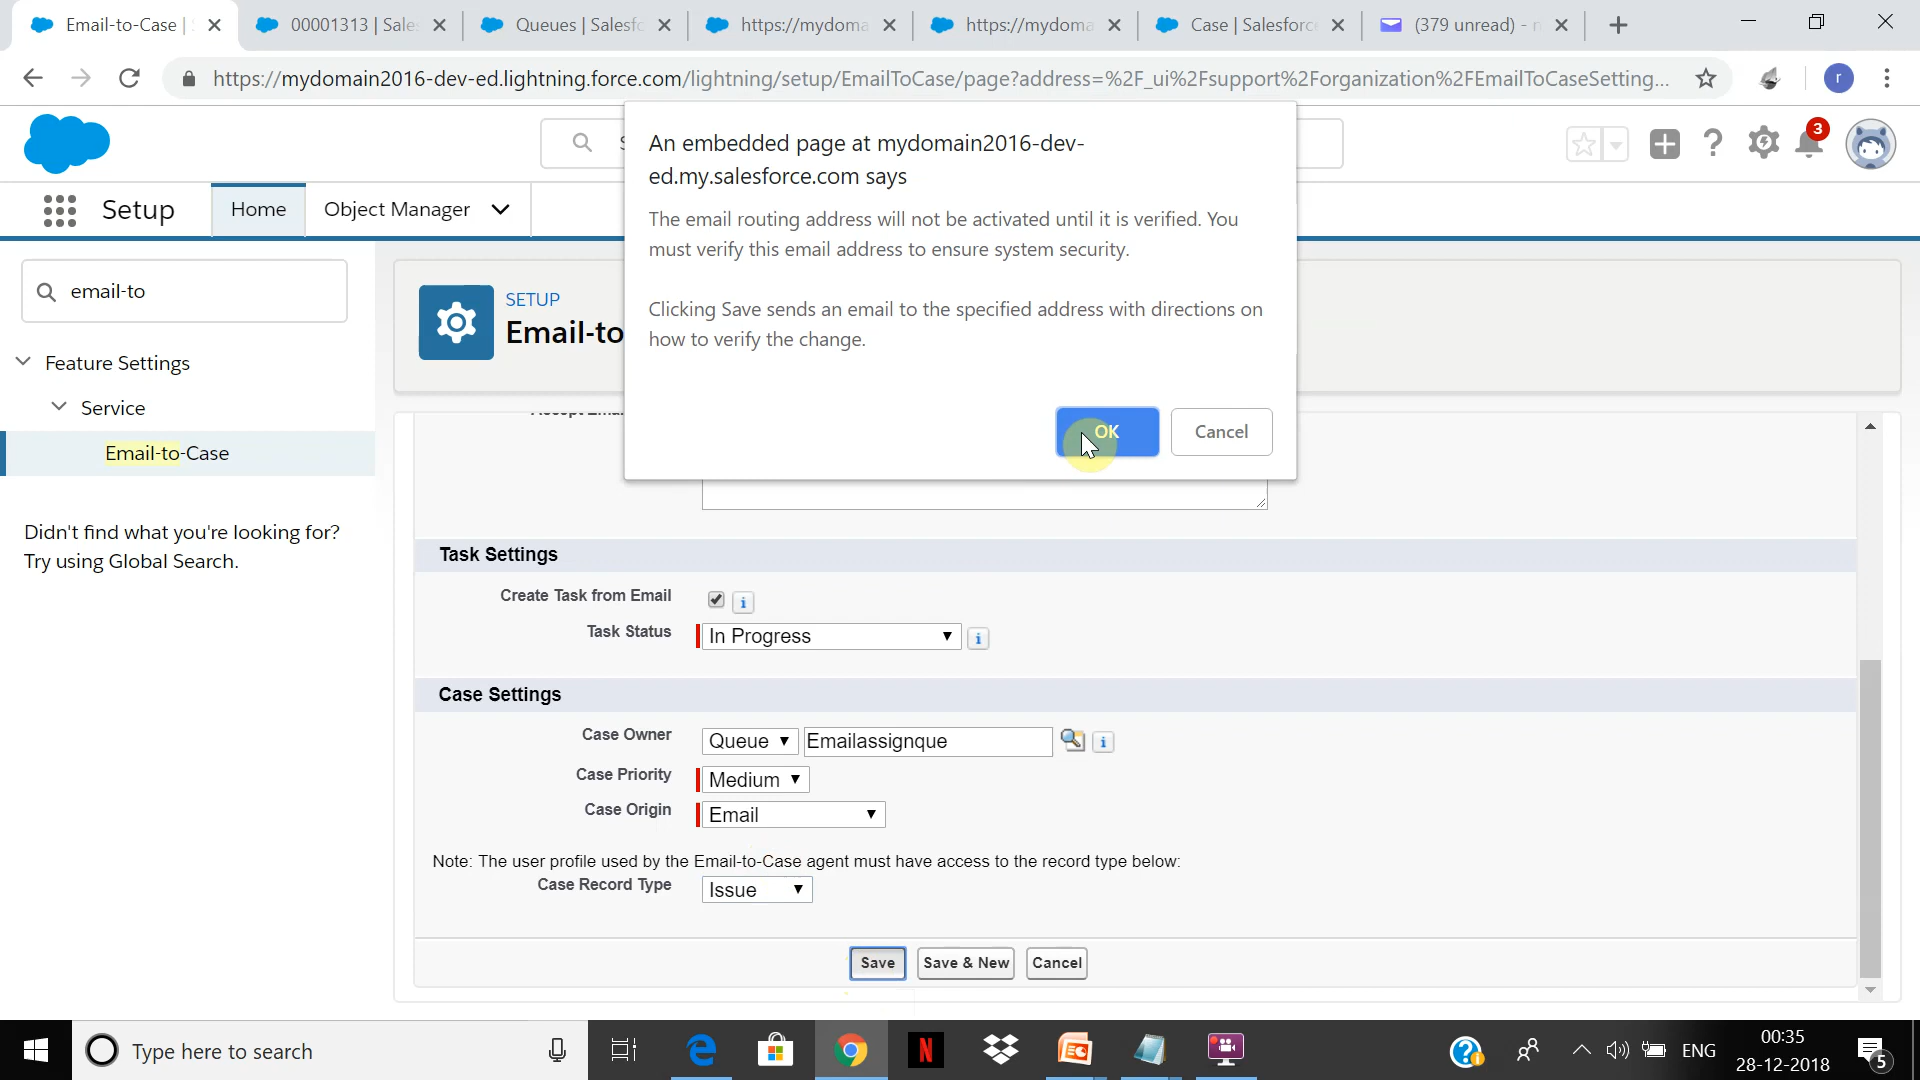 Email-to-Case |
00001313 | Sale
Queues | Salesf
https://mydoma
https://mydoma
Case | Salesforc
(379 unread) -
https://mydomain2016-dev-ed.lightning.force.com/lightning/setup/EmailToCase/page?address=%2F_ui%2Fsupport%2Forganization%2FEmailToCaseSetting...
r
3
An embedded page at mydomain2016-dev-
ed.my.salesforce.com says
The email routing address will not be activated until it is verified. You
must verify this email address to ensure system security.
Clicking Save sends an email to the specified address with directions on
how to verify the change.
OK
Cancel
Setup
Home
Object Manager
email-to
Feature Settings
Service
Email-to-Case
Didn't find what you're looking for?
Try using Global Search.
SETUP
Email-to
Task Settings
Create Task from Email
i
Task Status
In Progress
i
Case Settings
Case Owner
Queue
Emailassignque
i
Case Priority
Medium
Case Origin
Email
Note: The user profile used by the Email-to-Case agent must have access to the record type below:
Case Record Type
Issue
Save
Save & New
Cancel
Type here to search
N
ENG
00:35
28-12-2018
5